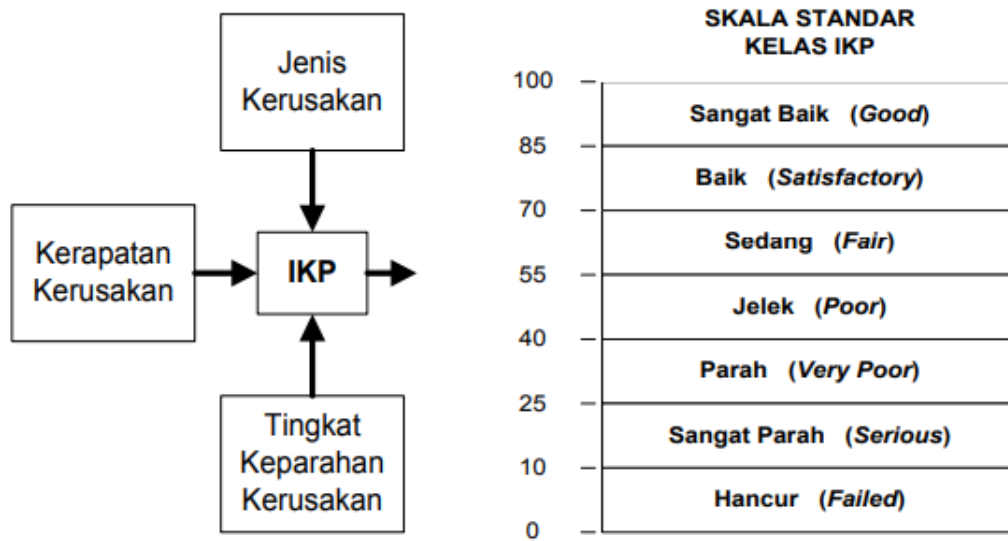 Jenis
Kerusakan
Kerapatan
Kerusakan
IKP
Tingkat
Keparahan
Kerusakan
SKALA STANDAR
KELAS IKP
100
Sangat Baik (Good)
85
Baik (Satisfactory)
70
Sedang (Fair)
55
Jelek (Poor)
40
Parah (Very Poor)
25
Sangat Parah (Serious)
10
Hancur (Failed)
0